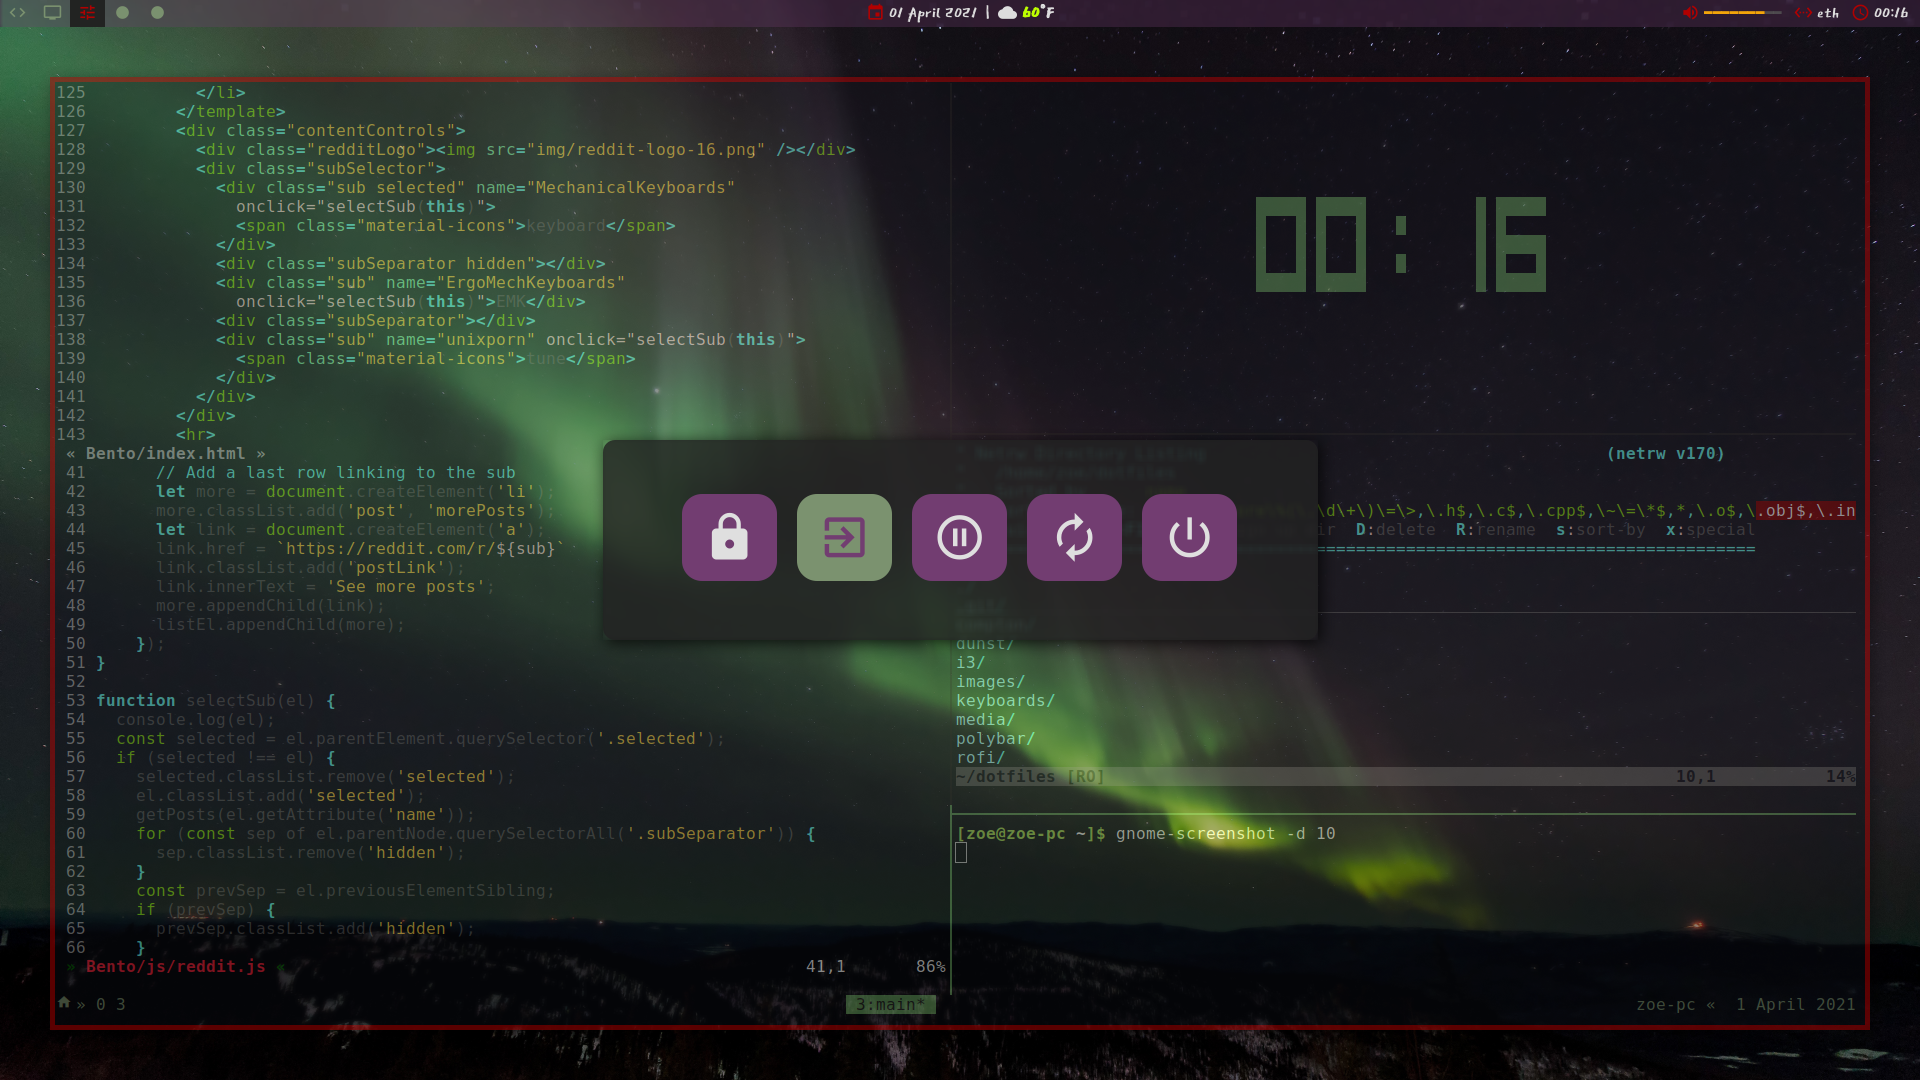 01 April 2021 | 60°F
eth
00:16
125 </li>
126 </template>
127 <div class="contentControls">
128 <div class="redditLogo"><img src="img/reddit-logo-16.png" /></div>
129 <div class="subSelector">
130 <div class="sub selected" name="MechanicalKeyboards"
131 onclick="selectSub(this)">
132 <span class="material-icons">keyboard</span>
133 </div>
134 <div class="subSeparator hidden"></div>
135 <div class="sub" name="ErgoMechKeyboards"
136 onclick="selectSub(this)">EMK</div>
137 <div class="subSeparator"></div>
138 <div class="sub" name="unixporn" onclick="selectSub(this)">
139 <span class="material-icons">tune</span>
140 </div>
141 </div>
142 </div>
143 <hr>
« Bento/index.html »
41 // Add a last row linking to the sub
42 let more = document.createElement('li');
43 more.classList.add('post', 'morePosts');
44 let link = document.createElement('a');
45 link.href = `https://reddit.com/r/${sub}`
46 link.classList.add('postLink');
47 link.innerText = 'See more posts';
48 more.appendChild(link);
49 listEl.appendChild(more);
50 });
51 }
52
53 function selectSub(el) {
54 console.log(el);
55 const selected = el.parentElement.querySelector('.selected');
56 if (selected !== el) {
57 selected.classList.remove('selected');
58 el.classList.add('selected');
59 getPosts(el.getAttribute('name'));
60 for (const sep of el.parentNode.querySelectorAll('.subSeparator')) {
61 sep.classList.remove('hidden');
62 }
63 const prevSep = el.previousElementSibling;
64 if (prevSep) {
65 prevSep.classList.add('hidden');
66 }
» Bento/js/reddit.js « 41,1 86%
00:16
" Netrw Directory Listing (netrw v170)
\d\+\)\=\>,\.h$,\.c$,\.cpp$,\~\=\*$,*,\.o$,\.obj$,\.in
D:delete R:rename s:sort-by x:special
==========================================
dunst/
i3/
images/
keyboards/
media/
polybar/
rofi/
~/dotfiles [RO] 10,1 14%
[zoe@zoe-pc ~]$ gnome-screenshot -d 10
» 0 3
3:main*
zoe-pc « 1 April 2021